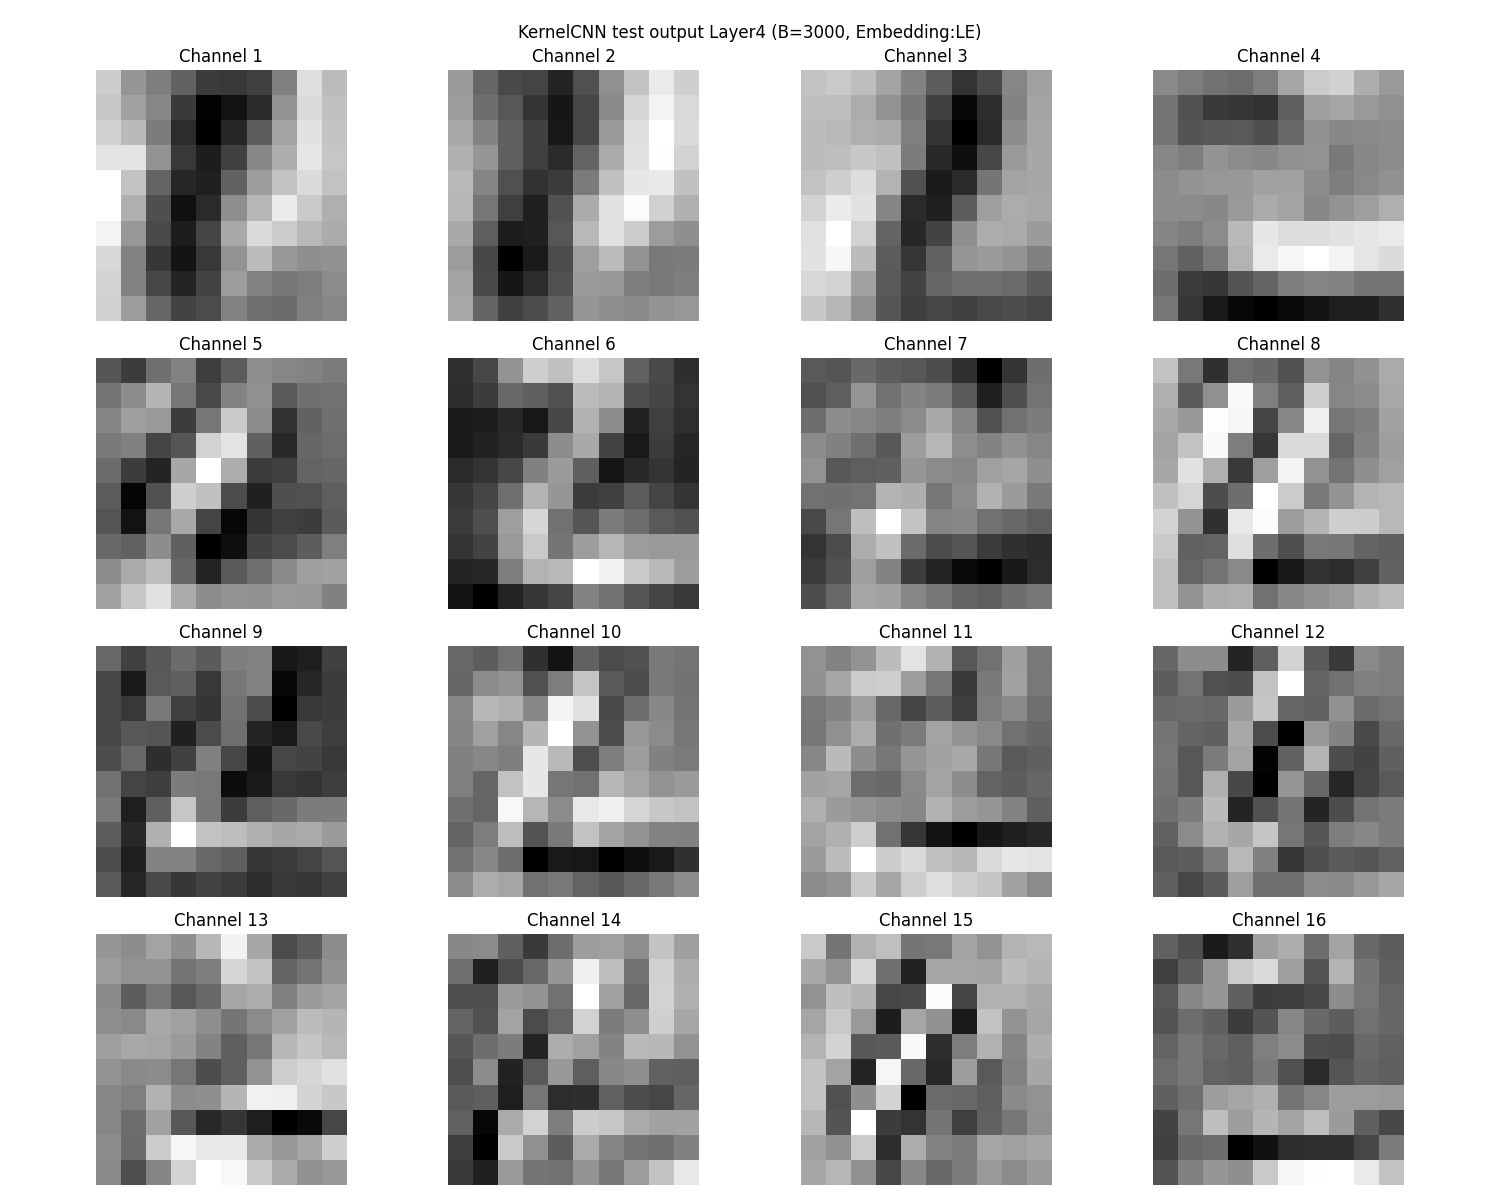 KernelCNN test output Layer4 (B=3000, Embedding:LE)
Channel 1
Channel 2
Channel 3
Channel 4
Channel 5
Channel 6
Channel 7
Channel 8
Channel 9
Channel 10
Channel 11
Channel 12
Channel 13
Channel 14
Channel 15
Channel 16